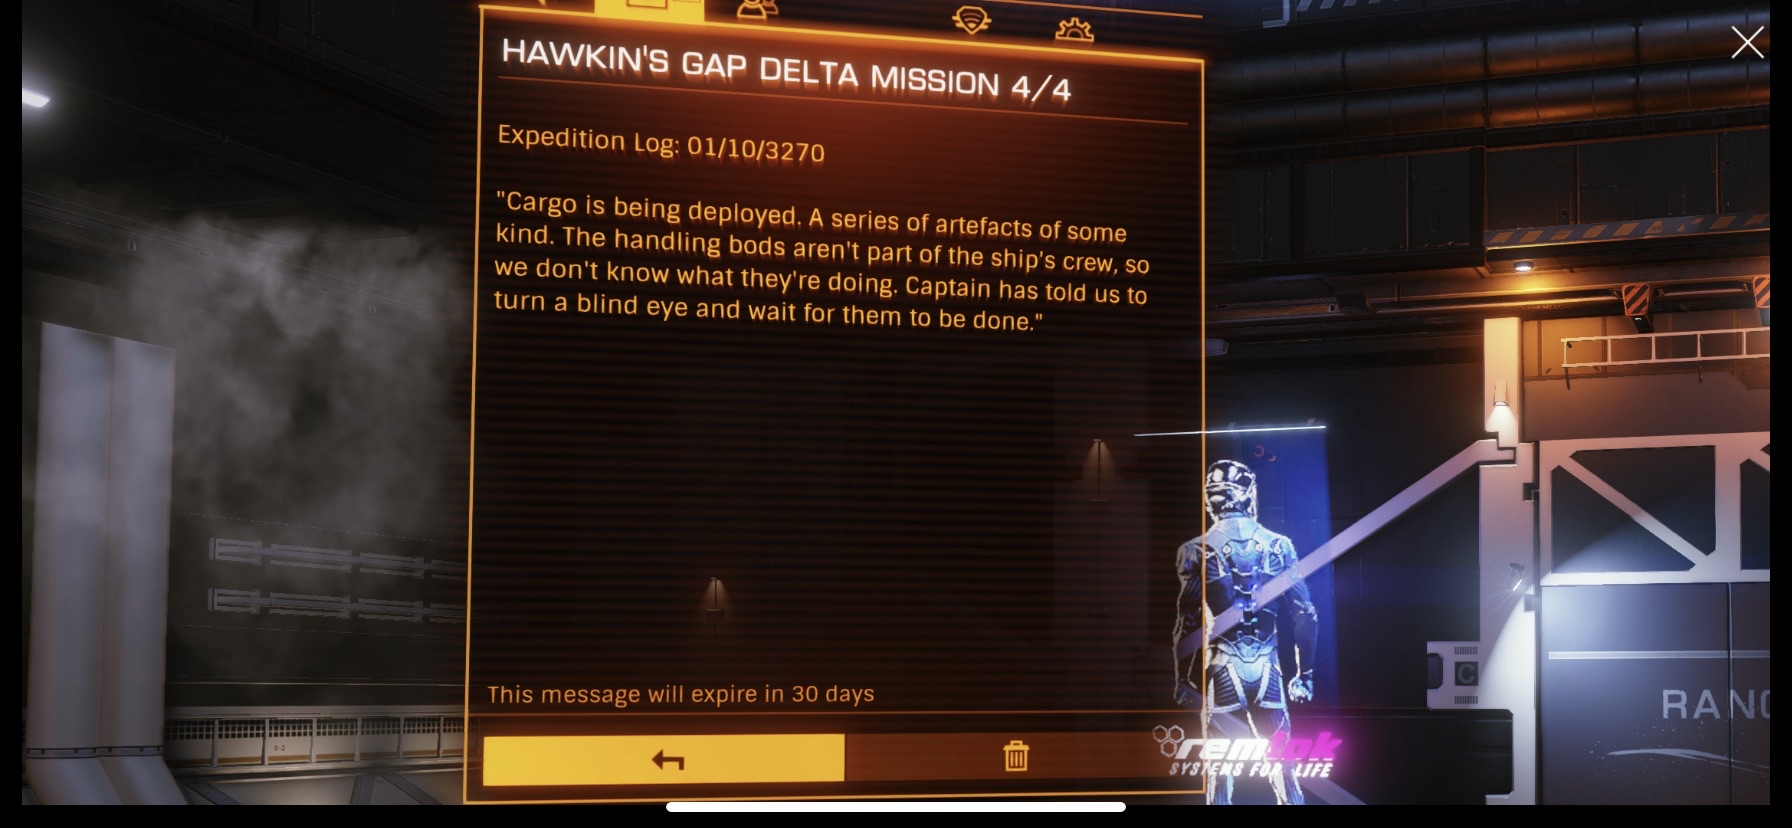 HAWKIN'S GAP DELTA MISSION 4/4
Expedition Log: 01/10/3270
"Cargo is being deployed. A series of artefacts of some
kind. The handling bods aren't part of the ship's crew, so
we don't know what they're doing. Captain has told us to
turn a blind eye and wait for them to be done."
This message will expire in 30 days
remlok
SYSTEMS FOR LIFE
C